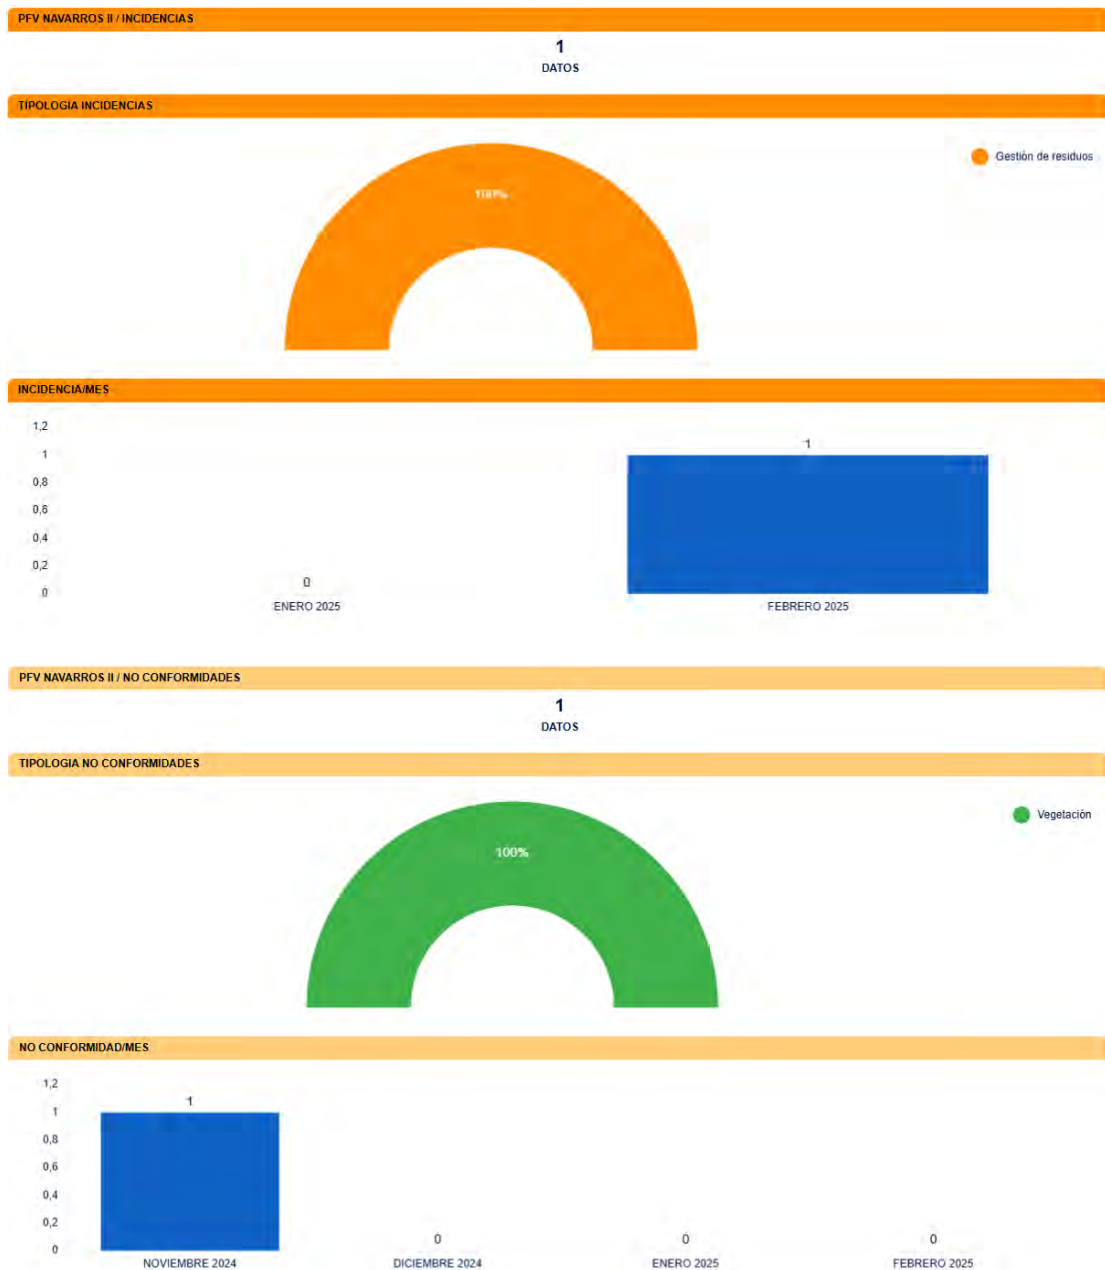 PFV NAVARROS II / INCIDENCIAS
1
DATOS
TIPOLOGIA INCIDENCIAS
100%
Gestión de residuos
INCIDENCIA/MES
1,2
1
0,8
0,6
0,4
0,2
0
0
1
ENERO 2025
FEBRERO 2025
PFV NAVARROS II / NO CONFORMIDADES
1
DATOS
TIPOLOGIA NO CONFORMIDADES
100%
Vegetación
NO CONFORMIDAD/MES
1,2
1
0,8
0,6
0,4
0,2
0
1
0
0
0
NOVIEMBRE 2024
DICIEMBRE 2024
ENERO 2025
FEBRERO 2025